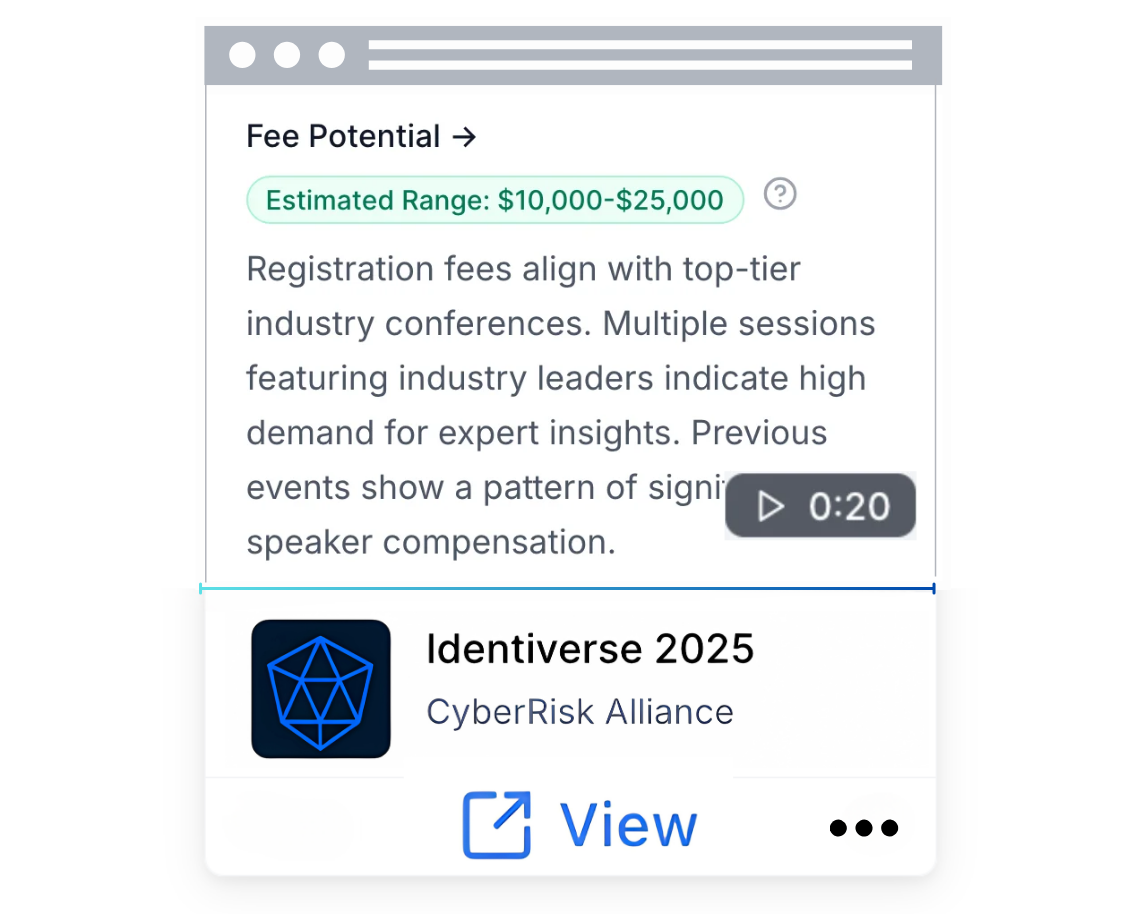 Fee Potential →
Estimated Range: $10,000-$25,000 ?
Registration fees align with top-tier
industry conferences. Multiple sessions
featuring industry leaders indicate high
demand for expert insights. Previous
events show a pattern of
0:20
speaker compensation.
Identiverse 2025
CyberRisk Alliance
View